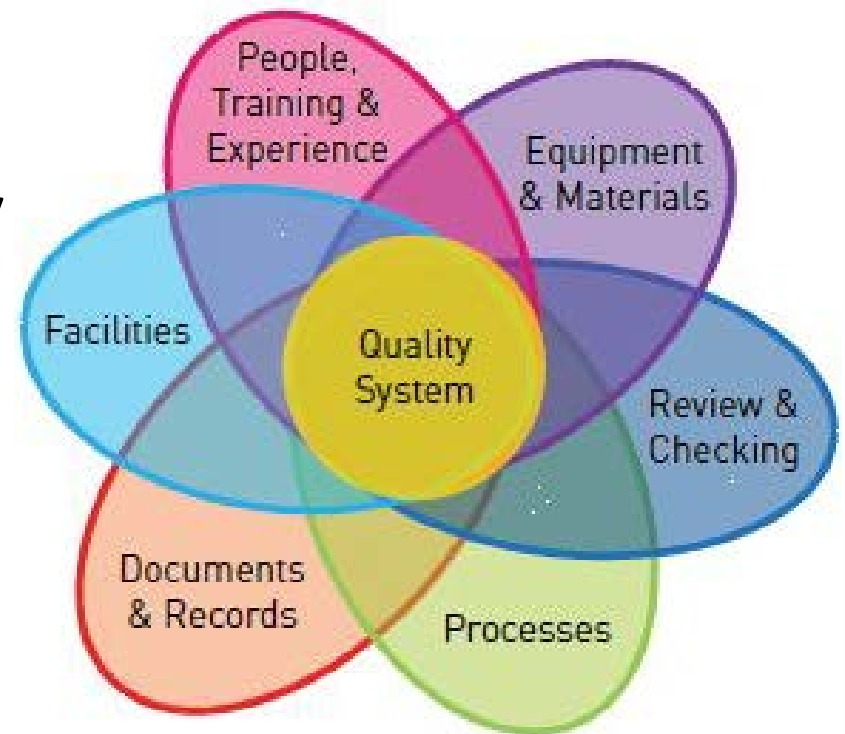 People,
Training &
Experience
Equipment
& Materials
Facilities
Quality
System
Review &
Checking
Documents
& Records
Processes